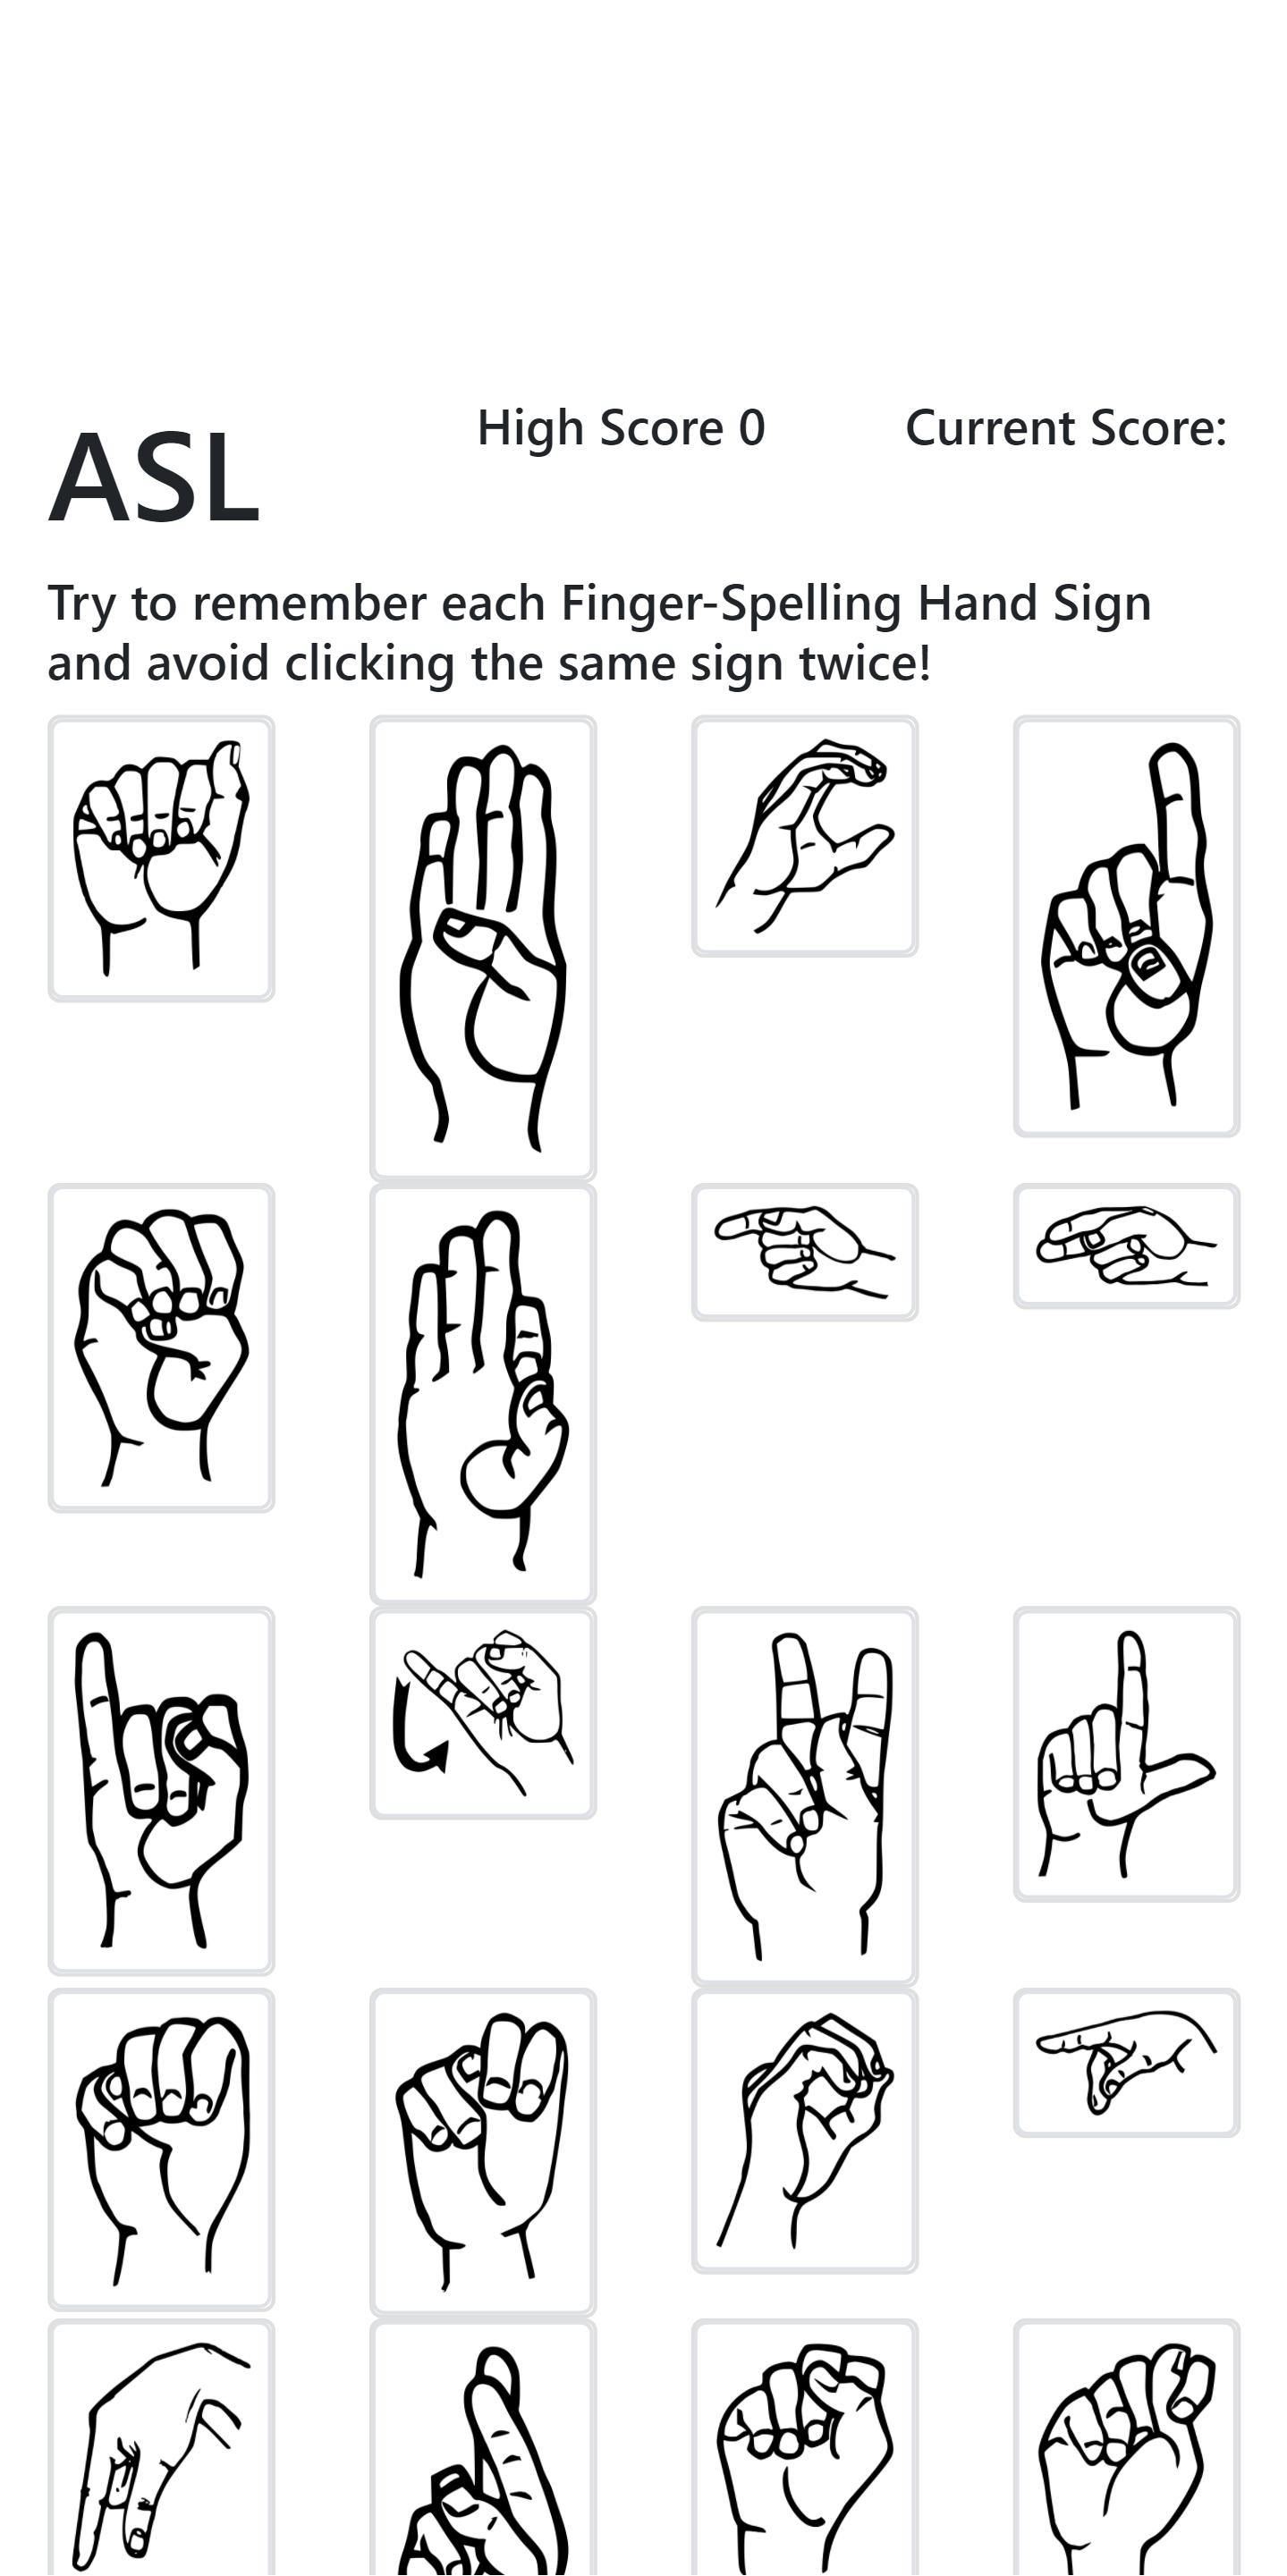 High Score 0
Current Score:
ASL
Try to remember each Finger-Spelling Hand Sign
and avoid clicking the same sign twice!